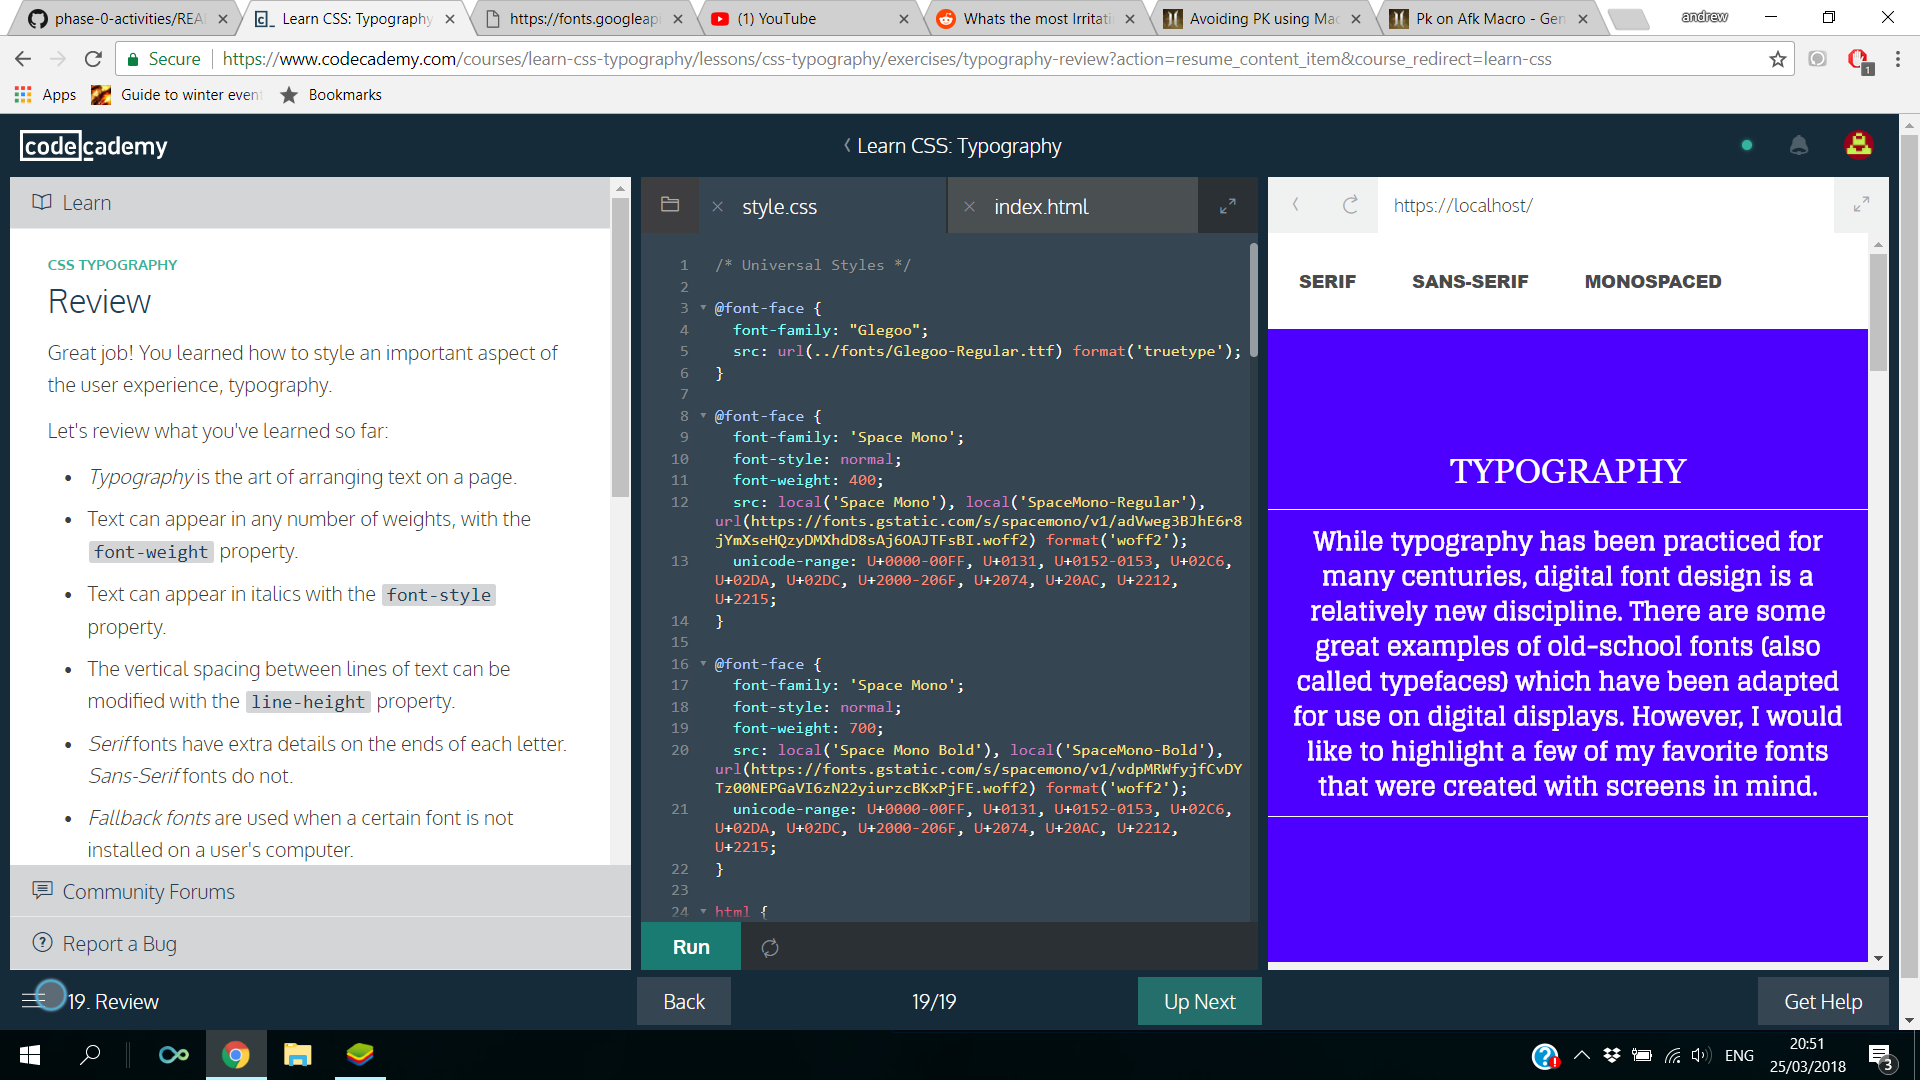 phase-0-activities/REA
Learn CSS: Typography
https://fonts.googleapi
(1) YouTube
Whats the most Irritati
Avoiding PK using Mac
Pk on Afk Macro - Gen
andrew
Secure
https://www.codecademy.com/courses/learn-css-typography/lessons/css-typography/exercises/typography-review?action=resume_content_item&course_redirect=learn-css
1
Apps
Guide to winter even
Bookmarks
codecademy
Learn CSS: Typography
Learn
CSS TYPOGRAPHY
Review
Great job! You learned how to style an important aspect of
the user experience, typography.
Let's review what you've learned so far:
• Typography is the art of arranging text on a page.
• Text can appear in any number of weights, with the
font-weight property.
• Text can appear in italics with the font-style
property.
• The vertical spacing between lines of text can be
modified with the line-height property.
• Serif fonts have extra details on the ends of each letter.
Sans-Serif fonts do not.
• Fallback fonts are used when a certain font is not
installed on a user's computer.
Community Forums
Report a Bug
style.css
index.html
1 /* Universal Styles */
2
3 @font-face {
4 font-family: "Glegoo";
5 src: url(../fonts/Glegoo-Regular.ttf) format('truetype');
6 }
7
8 @font-face {
9 font-family: 'Space Mono';
10 font-style: normal;
11 font-weight: 400;
12 src: local('Space Mono'), local('SpaceMono-Regular'),
url(https://fonts.gstatic.com/s/spacemono/v1/adVweg3BJhE6r8
jYmXseHQzyDMXhdD8sAj6OAJTFsBI.woff2) format('woff2');
13 unicode-range: U+0000-00FF, U+0131, U+0152-0153, U+02C6,
U+02DA, U+02DC, U+2000-206F, U+2074, U+20AC, U+2212,
U+2215;
14 }
15
16 @font-face {
17 font-family: 'Space Mono';
18 font-style: normal;
19 font-weight: 700;
20 src: local('Space Mono Bold'), local('SpaceMono-Bold'),
url(https://fonts.gstatic.com/s/spacemono/v1/vdpMRWfyjfCvDY
Tz00NEPGaVI6zN22yiurzcBKxPjFE.woff2) format('woff2');
21 unicode-range: U+0000-00FF, U+0131, U+0152-0153, U+02C6,
U+02DA, U+02DC, U+2000-206F, U+2074, U+20AC, U+2212,
U+2215;
22 }
23
24 html {
Run
https://localhost/
SERIF SANS-SERIF MONOSPACED
TYPOGRAPHY
While typography has been practiced for
many centuries, digital font design is a
relatively new discipline. There are some
great examples of old-school fonts (also
called typefaces) which have been adapted
for use on digital displays. However, I would
like to highlight a few of my favorite fonts
that were created with screens in mind.
19. Review
Back
19/19
Up Next
Get Help
ENG
20:51
25/03/2018
3